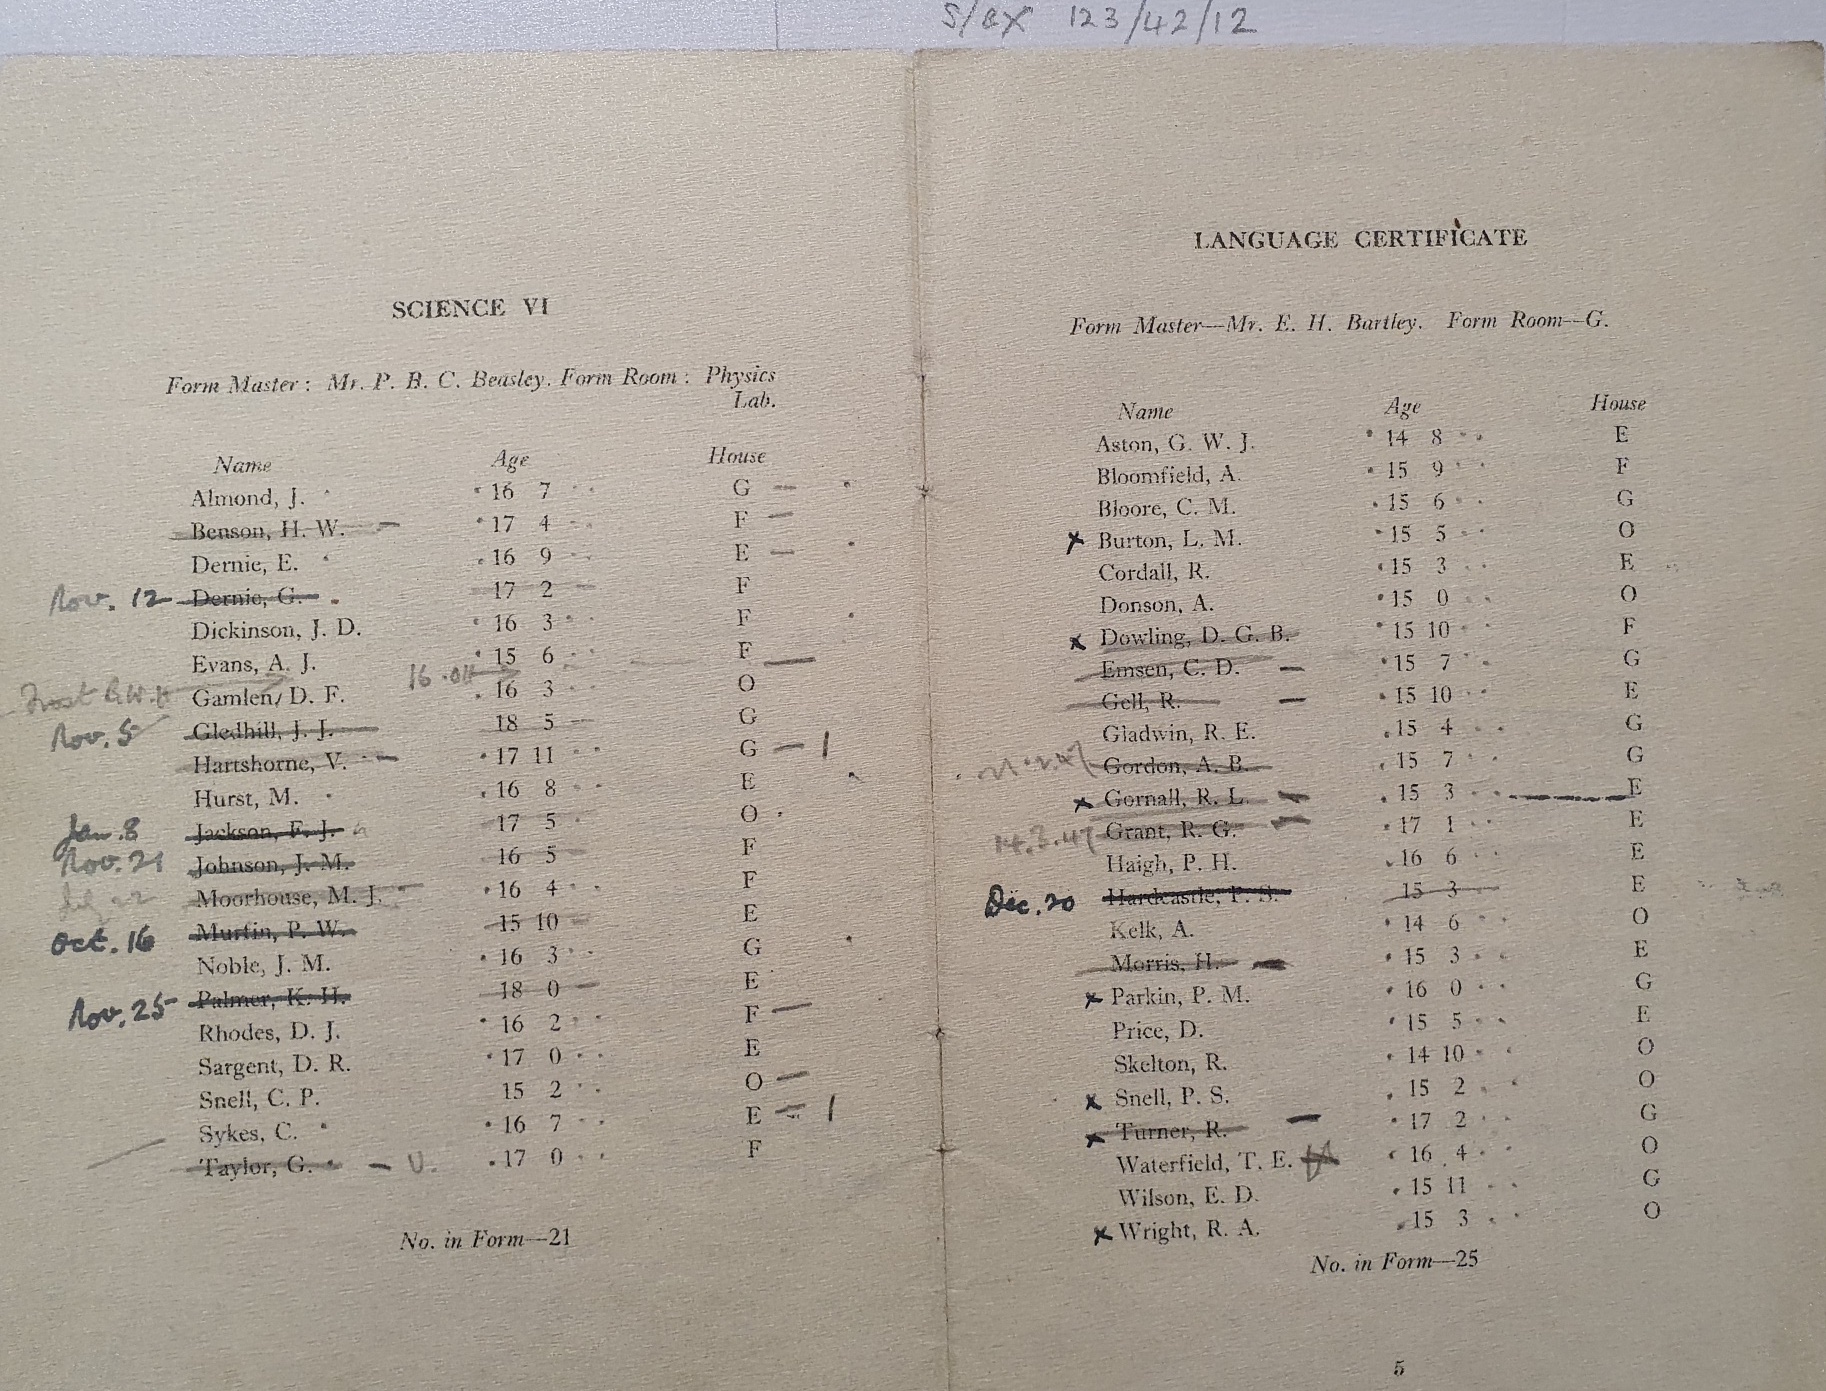 S/ex 123/42/12
SCIENCE VI
Form Master: Mr. P. B. C. Beasley. Form Room: Physics
Lab.
Name Age House
Almond, J. 16 7 G
Benson, H. W. 17 4 F
Dernie, E. 16 9 E
Nov. 12 Dernie, G. 17 2 F
Dickinson, J. D. 16 3 F
Evans, A. J. 15 6 F
Frost G.W.H 16
Gamlen, D. F. 16 3 O
Nov. 5 Gledhill, J. J. 18 5 G
Hartshorne, V. 17 11 G — 1
Hurst, M. 16 8 E
Jan. 8 Jackson, F. J. 17 5 O
Nov. 21 Johnson, J. M. 16 5 F
Moorhouse, M. J. 16 4 F
Oct. 16 Murfin, P. W. 15 10 E
Noble, J. M. 16 3 G
Nov. 25 Palmer, K. H. 18 0 E
Rhodes, D. J. 16 2 F
Sargent, D. R. 17 0 E
Snell, C. P. 15 2 O
Sykes, C. 16 7 E — 1
Taylor, G. — U. 17 0 F
No. in Form—21
LANGUAGE CERTIFICATE
Form Master—Mr. E. H. Bartley. Form Room—G.
Name Age House
Aston, G. W. J. 14 8 E
Bloomfield, A. 15 9 F
Bloore, C. M. 15 6 G
x Burton, L. M. 15 5 O
Cordall, R. 15 3 E
Donson, A. 15 0 O
x Dowling, D. G. B. 15 10 F
Emsen, C. D. 15 7 G
Gell, R. 15 10 E
Gladwin, R. E. 15 4 G
Gordon, A. B. 15 7 G
x Gornall, R. L. 15 3 E
14.3.47 Grant, R. G. 17 1 E
Haigh, P. H. 16 6 E
Dec. 20 Hardcastle, P. S. 15 3 E
Kelk, A. 14 6 O
Morris, H. 15 3 E
x Parkin, P. M. 16 0 G
Price, D. 15 5 E
Skelton, R. 14 10 O
x Snell, P. S. 15 2 O
x Turner, R. 17 2 G
Waterfield, T. E. 16 4 O
Wilson, E. D. 15 11 G
x Wright, R. A. 15 3 O
No. in Form—25
5